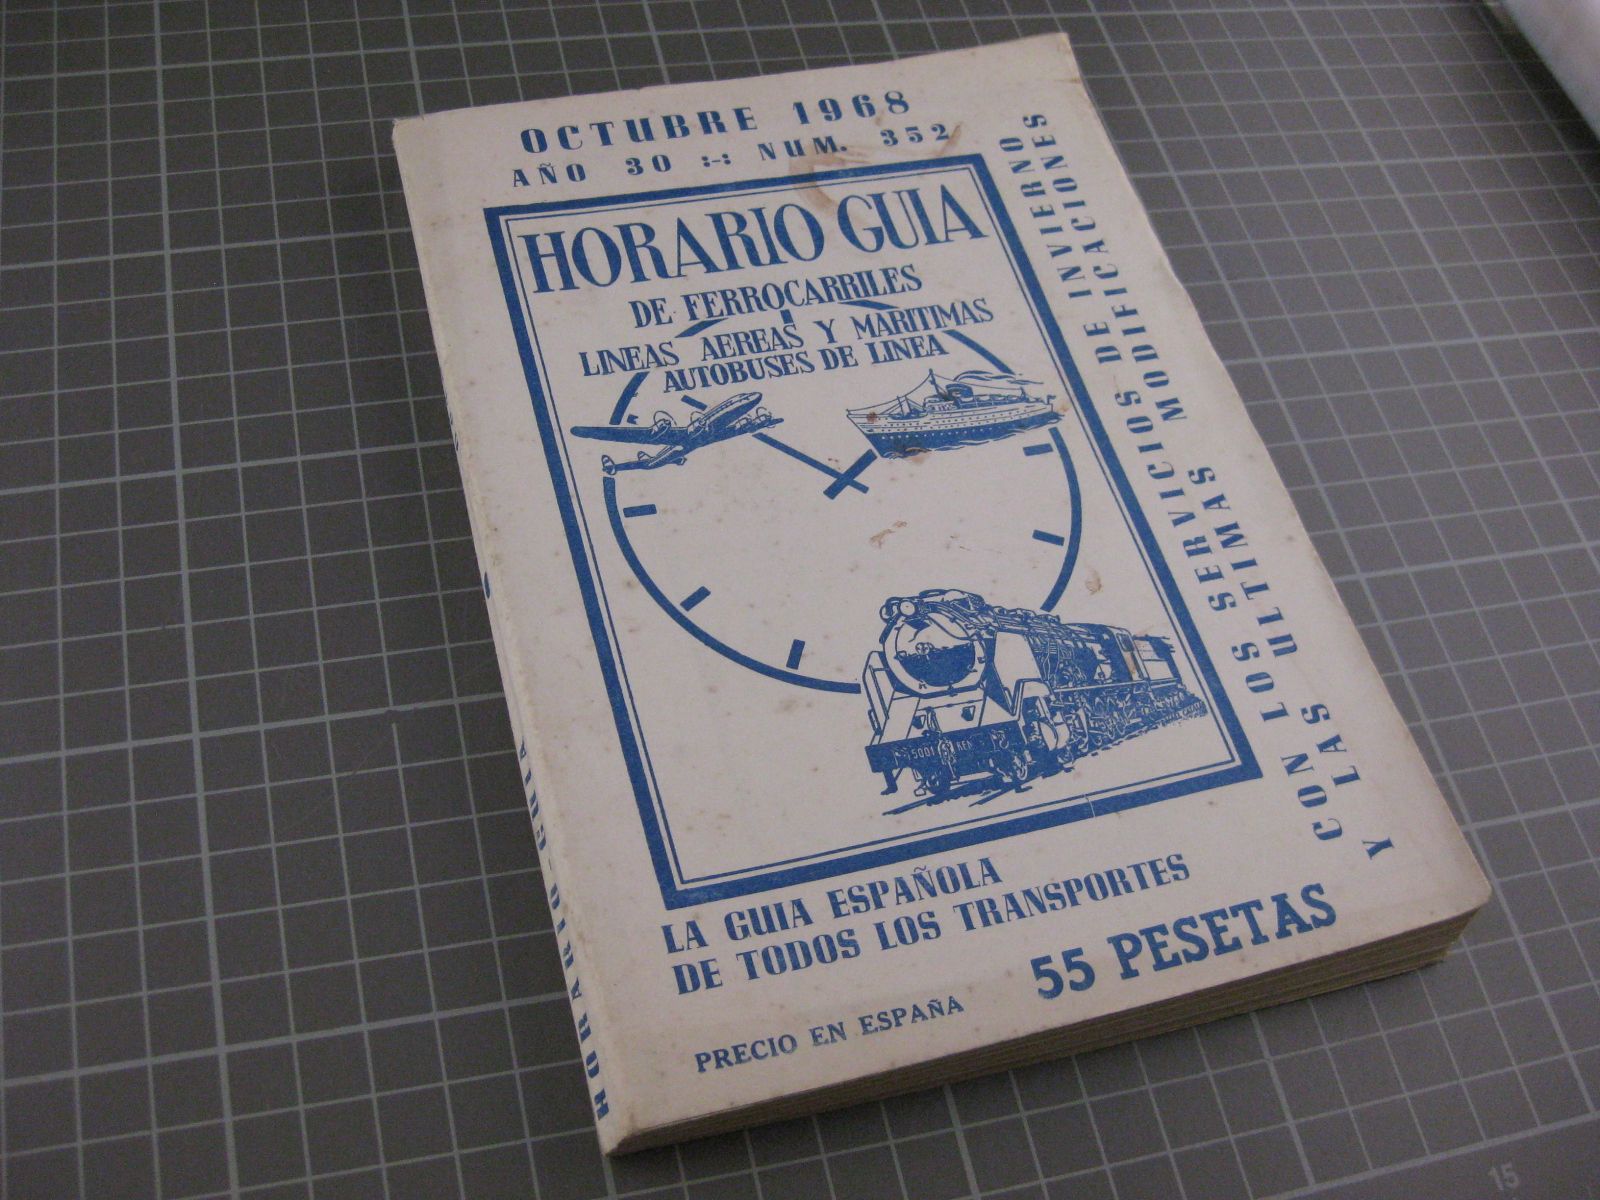 OCTUBRE 1968
AÑO 30 :-: NUM. 352
HORARIO GUIA
DE FERROCARRILES
LINEAS AEREAS Y MARITIMAS
AUTOBUSES DE LINEA
5001
LA GUIA ESPAÑOLA
DE TODOS LOS TRANSPORTES
PRECIO EN ESPAÑA 55 PESETAS
CON LOS SERVICIOS DE INVIERNO
Y LAS ULTIMAS MODIFICACIONES
HORARIO-GUIA
15